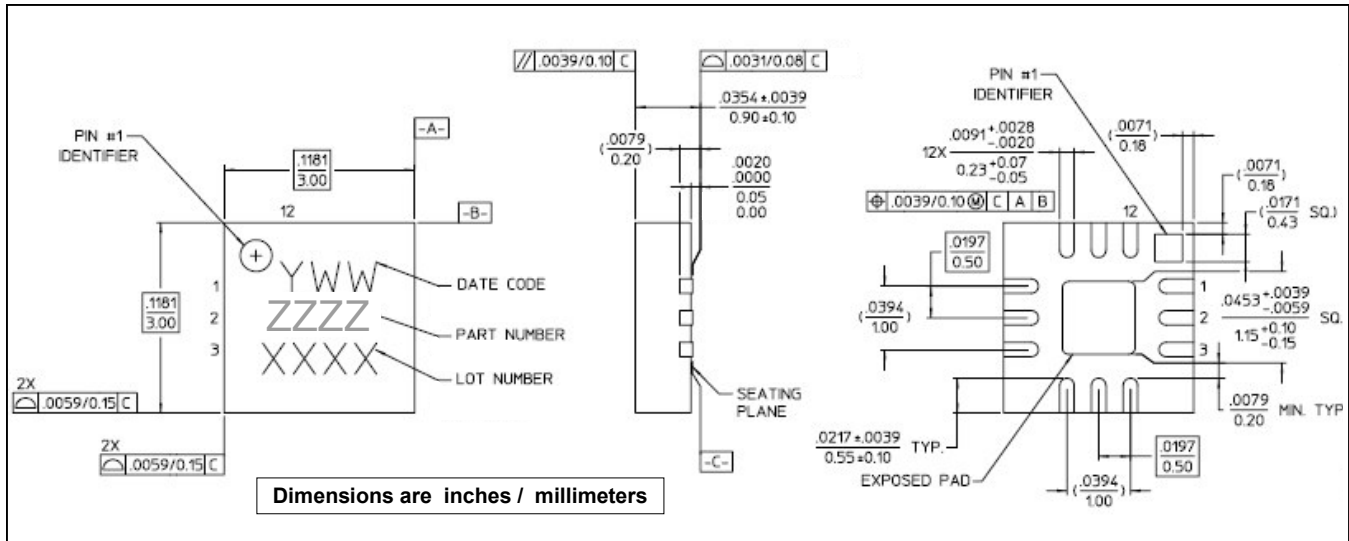 PIN #1
IDENTIFIER
.1181
3.00
12
-A-
-B-
.1181
3.00
1
2
3
YWW
ZZZZ
XXXX
DATE CODE
PART NUMBER
LOT NUMBER
2X
⌓ .0059/0.15 C
2X
⌓ .0059/0.15 C
Dimensions are inches / millimeters
// .0039/0.10 C
⌓ .0031/0.08 C
.0354±.0039
0.90±0.10
(.0079
0.20)
.0020
.0000
0.05
0.00
SEATING
PLANE
-C-
PIN #1
IDENTIFIER
12X .0091 +.0028
-.0020
0.23 +0.07
-0.05
⌖ .0039/0.10 Ⓜ C A B
(.0071
0.18)
(.0071
0.18)
(.0171
0.43 SQ.)
12
.0197
0.50
(.0394
1.00)
1
2
3
.0453 +.0039
-.0059 SQ.
1.15 +0.10
-0.15
.0079
0.20 MIN. TYP
.0217±.0039
0.55±0.10 TYP.
EXPOSED PAD
(.0394
1.00)
.0197
0.50